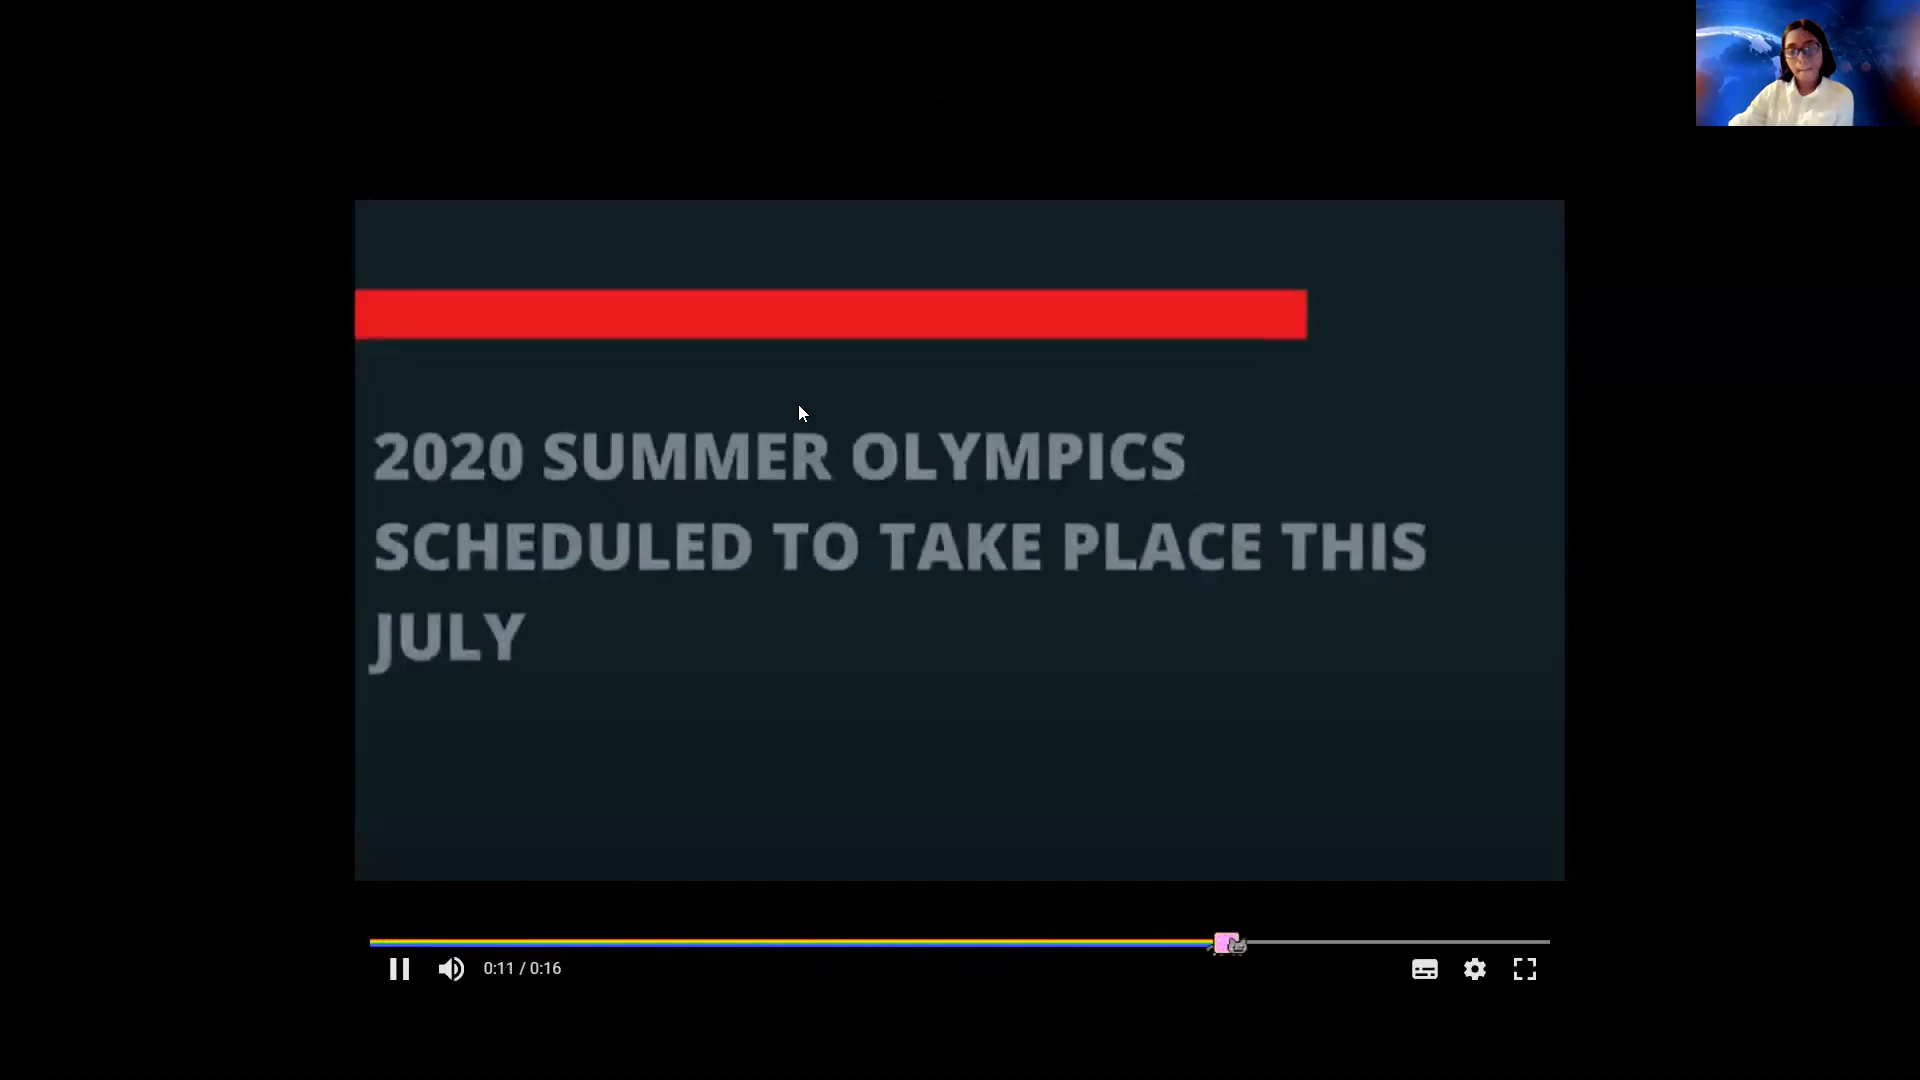 2020 SUMMER OLYMPICS
SCHEDULED TO TAKE PLACE THIS
JULY
0:11 / 0:16